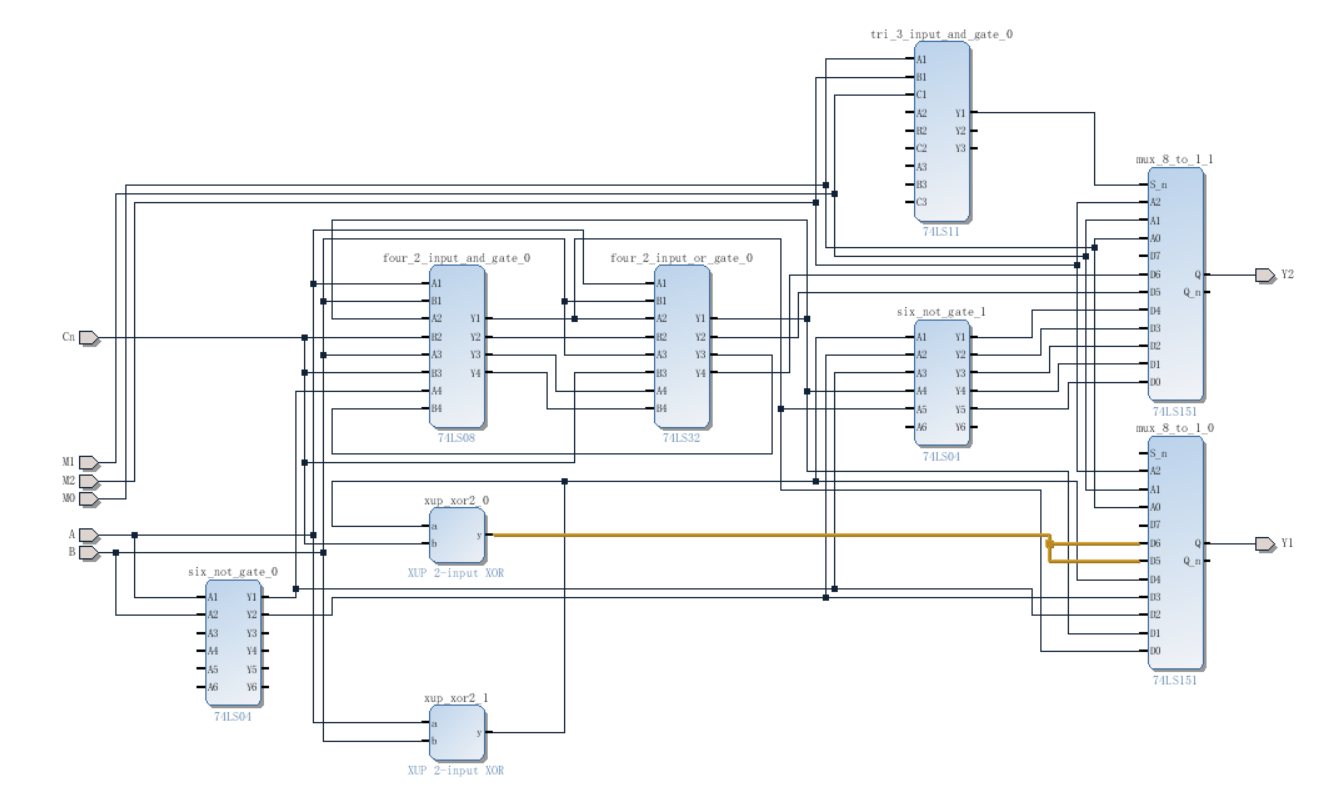 tri_3_input_and_gate_0
A1
B1
C1
A2 Y1
B2 Y2
C2 Y3
A3
B3
C3
74LS11
mux_8_to_1_1
S_n
A2
A1
A0
D7
D6 Q
D5 Q_n
D4
D3
D2
D1
D0
74LS151
Y2
four_2_input_and_gate_0
A1
B1
A2 Y1
B2 Y2
A3 Y3
B3 Y4
A4
B4
74LS08
four_2_input_or_gate_0
A1
B1
A2 Y1
B2 Y2
A3 Y3
B3 Y4
A4
B4
74LS32
six_not_gate_1
A1 Y1
A2 Y2
A3 Y3
A4 Y4
A5 Y5
A6 Y6
74LS04
Cn
M1
M2
M0
A
B
mux_8_to_1_0
S_n
A2
A1
A0
D7
D6 Q
D5 Q_n
D4
D3
D2
D1
D0
74LS151
Y1
xup_xor2_0
a
y
b
XUP 2-input XOR
six_not_gate_0
A1 Y1
A2 Y2
A3 Y3
A4 Y4
A5 Y5
A6 Y6
74LS04
xup_xor2_1
a
y
b
XUP 2-input XOR